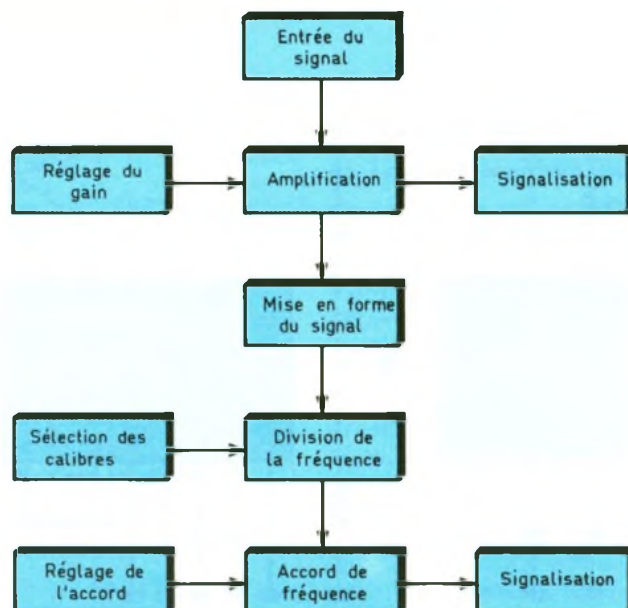 Entrée du
signal
Réglage du
gain
Amplification
Signalisation
Mise en forme
du signal
Sélection des
calibres
Division de
la fréquence
Réglage de
l'accord
Accord de
fréquence
Signalisation